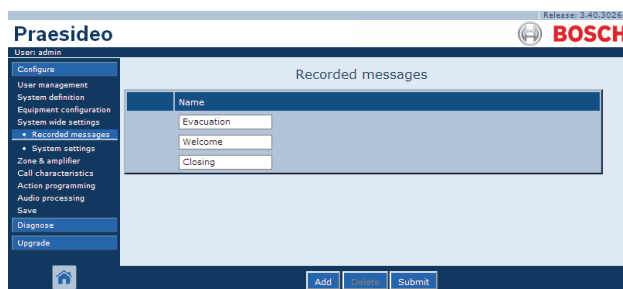 Release: 3.40.3026
Praesideo
BOSCH
User: admin
Configure
User management
System definition
Equipment configuration
System wide settings
• Recorded messages
• System settings
Zone & amplifier
Call characteristics
Action programming
Audio processing
Save
Diagnose
Upgrade
Recorded messages
Name
Evacuation
Welcome
Closing
Add Delete Submit